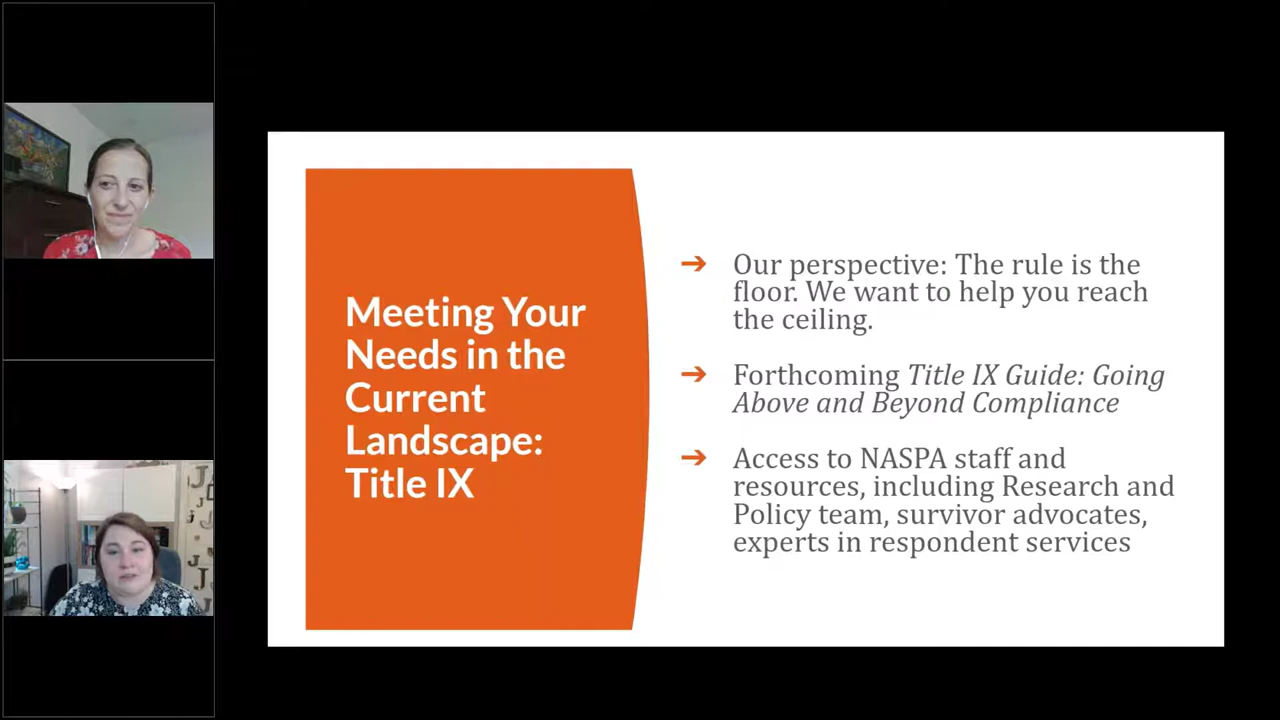 Meeting Your
Needs in the
Current
Landscape:
Title IX
➔ Our perspective: The rule is the
floor. We want to help you reach
the ceiling.
➔ Forthcoming Title IX Guide: Going
Above and Beyond Compliance
➔ Access to NASPA staff and
resources, including Research and
Policy team, survivor advocates,
experts in respondent services